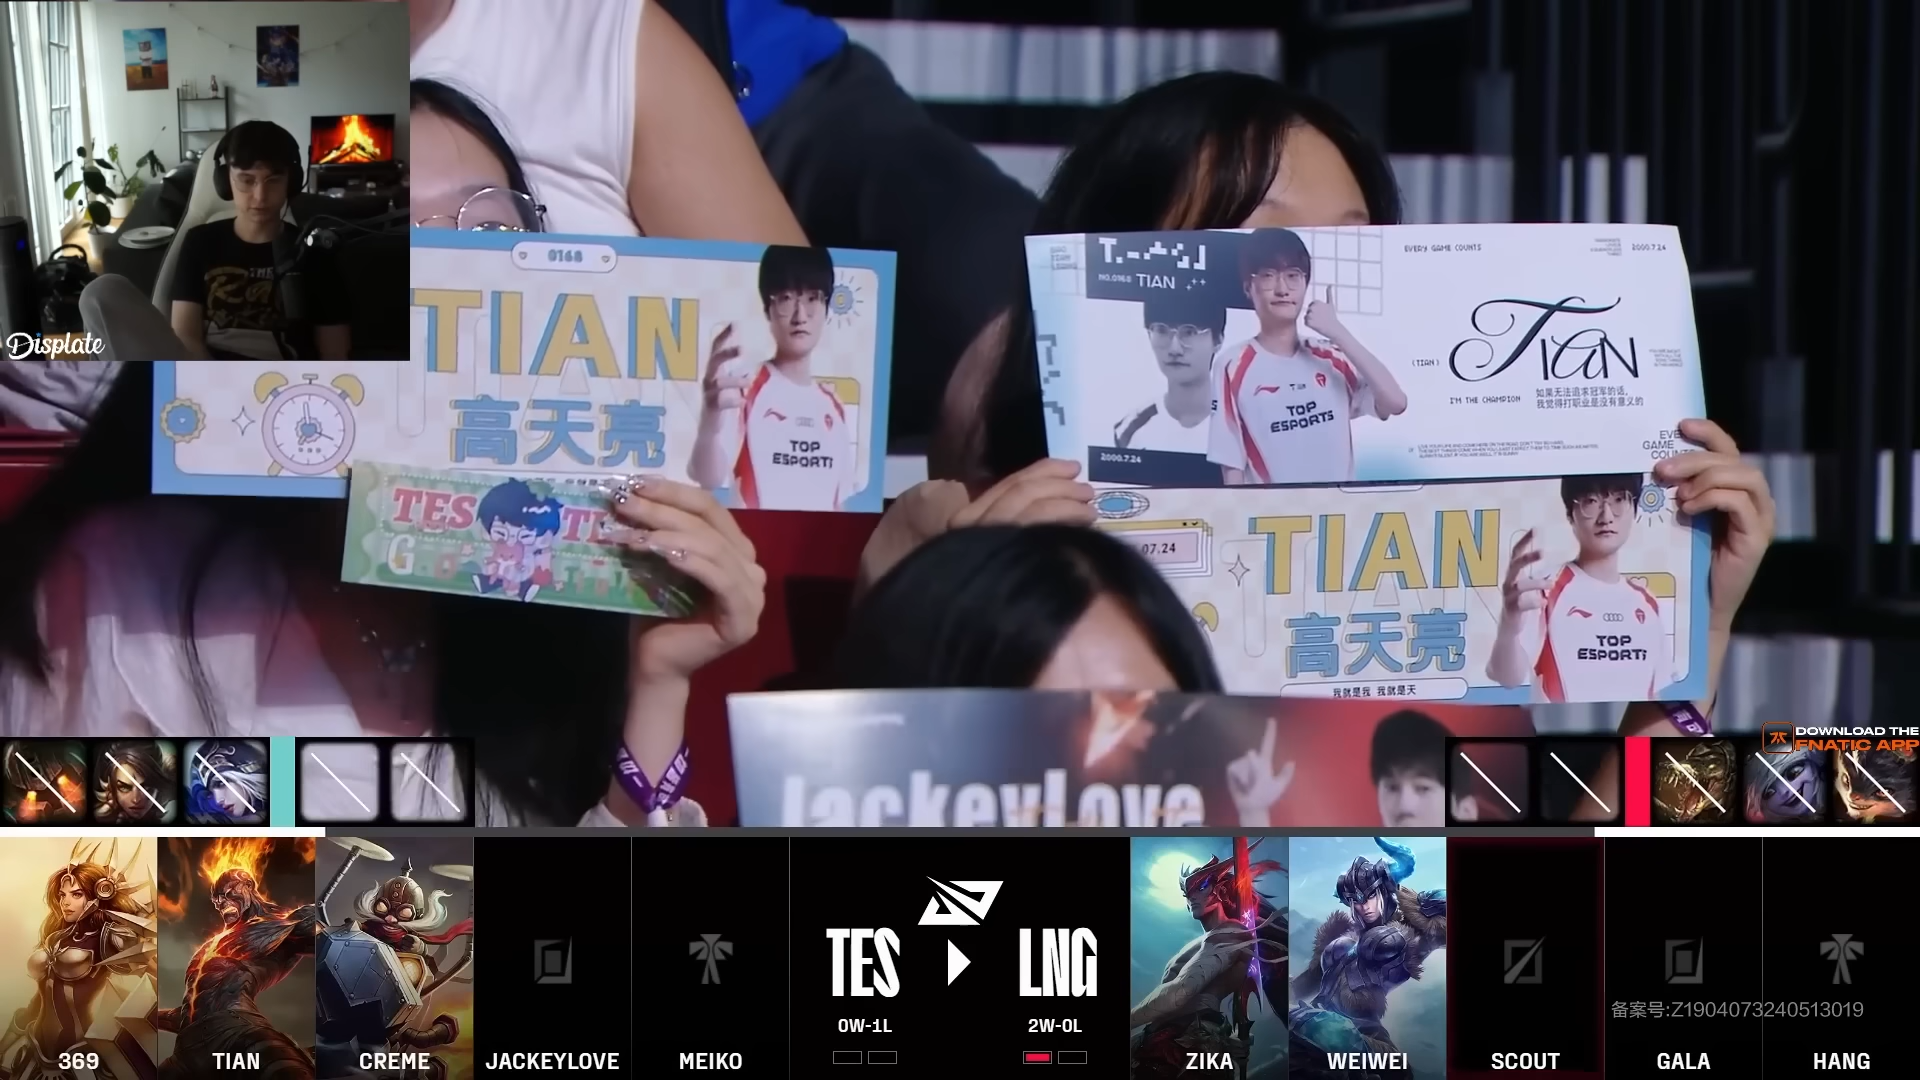 Displate
0168
TIAN
高天亮
TOP
ESPORTS
TES
NO.0168 TIAN
2000.7.24
TOP
ESPORTS
EVERY GAME COUNTS
2000.7.24
(TIAN)
TIAN
I'M THE CHAMPION
如果无法追求冠军的话,
我觉得打职业是没有意义的
GAME
07.24
TIAN
高天亮
我就是我 我就是天
TOP
ESPORTS
JackeyLove
DOWNLOAD THE
FNATIC APP
TES
LNG
0W-1L
2W-0L
备案号:Z1904073240513019
369
TIAN
CREME
JACKEYLOVE
MEIKO
ZIKA
WEIWEI
SCOUT
GALA
HANG